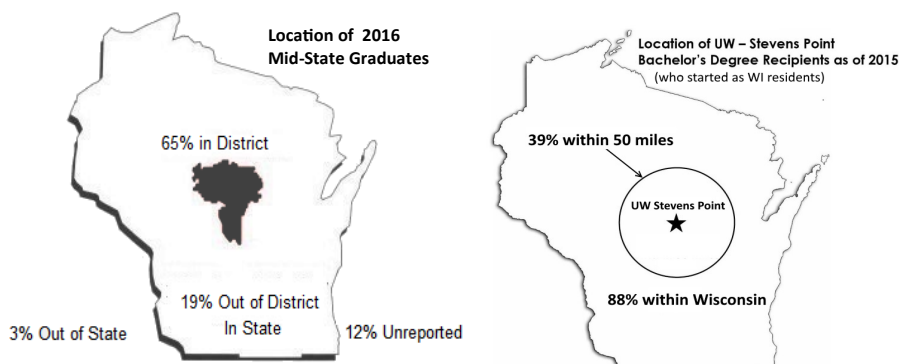 Location of 2016
Mid-State Graduates
65% in District
19% Out of District
In State
3% Out of State
12% Unreported
Location of UW – Stevens Point
Bachelor's Degree Recipients as of 2015
(who started as WI residents)
39% within 50 miles
UW Stevens Point
88% within Wisconsin